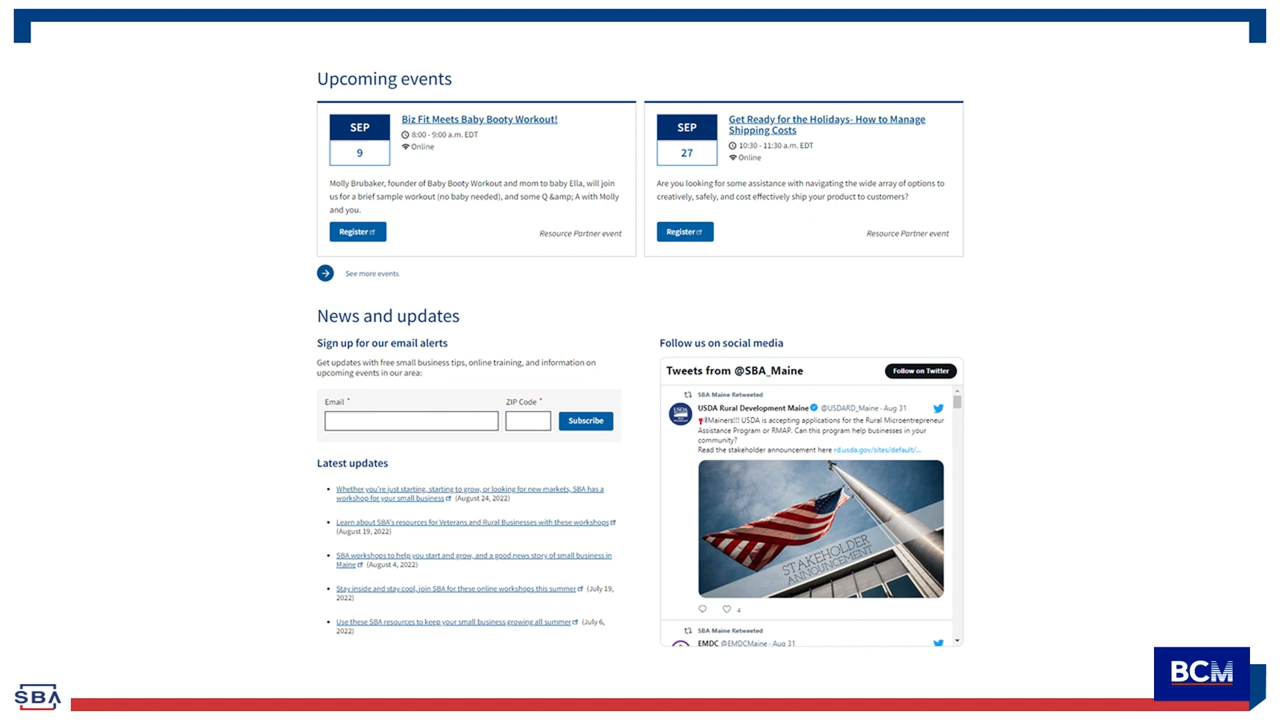 Upcoming events
SEP
9
Biz Fit Meets Baby Booty Workout!
8:00 - 9:00 a.m. EDT
Online
Molly Brubaker, founder of Baby Booty Workout and mom to baby Ella, will join
us for a brief sample workout (no baby needed), and some Q &amp; A with Molly
and you.
Register
Resource Partner event
SEP
27
Get Ready for the Holidays- How to Manage
Shipping Costs
10:30 - 11:30 a.m. EDT
Online
Are you looking for some assistance with navigating the wide array of options to
creatively, safely, and cost effectively ship your product to customers?
Register
Resource Partner event
See more events
News and updates
Sign up for our email alerts
Get updates with free small business tips, online training, and information on
upcoming events in our area:
Email *
ZIP Code *
Subscribe
Latest updates
Whether you're just starting, starting to grow, or looking for new markets, SBA has a
workshop for your small business (August 24, 2022)
Learn about SBA's resources for Veterans and Rural Businesses with these workshops
(August 19, 2022)
SBA workshops to help you start and grow, and a good news story of small business in
Maine (August 4, 2022)
Stay inside and stay cool, join SBA for these online workshops this summer (July 19,
2022)
Use these SBA resources to keep your small business growing all summer (July 6,
2022)
Follow us on social media
Tweets from @SBA_Maine
Follow on Twitter
SBA Maine Retweeted
USDA Rural Development Maine @USDARD_Maine · Aug 31
Mainers!!! USDA is accepting applications for the Rural Microentrepreneur
Assistance Program or RMAP. Can this program help businesses in your
community?
Read the stakeholder announcement here rd.usda.gov/sites/default/...
STAKEHOLDER
ANNOUNCEMENT
4
SBA Maine Retweeted
EMDC @EMDCMaine · Aug 31
SBA
BCM